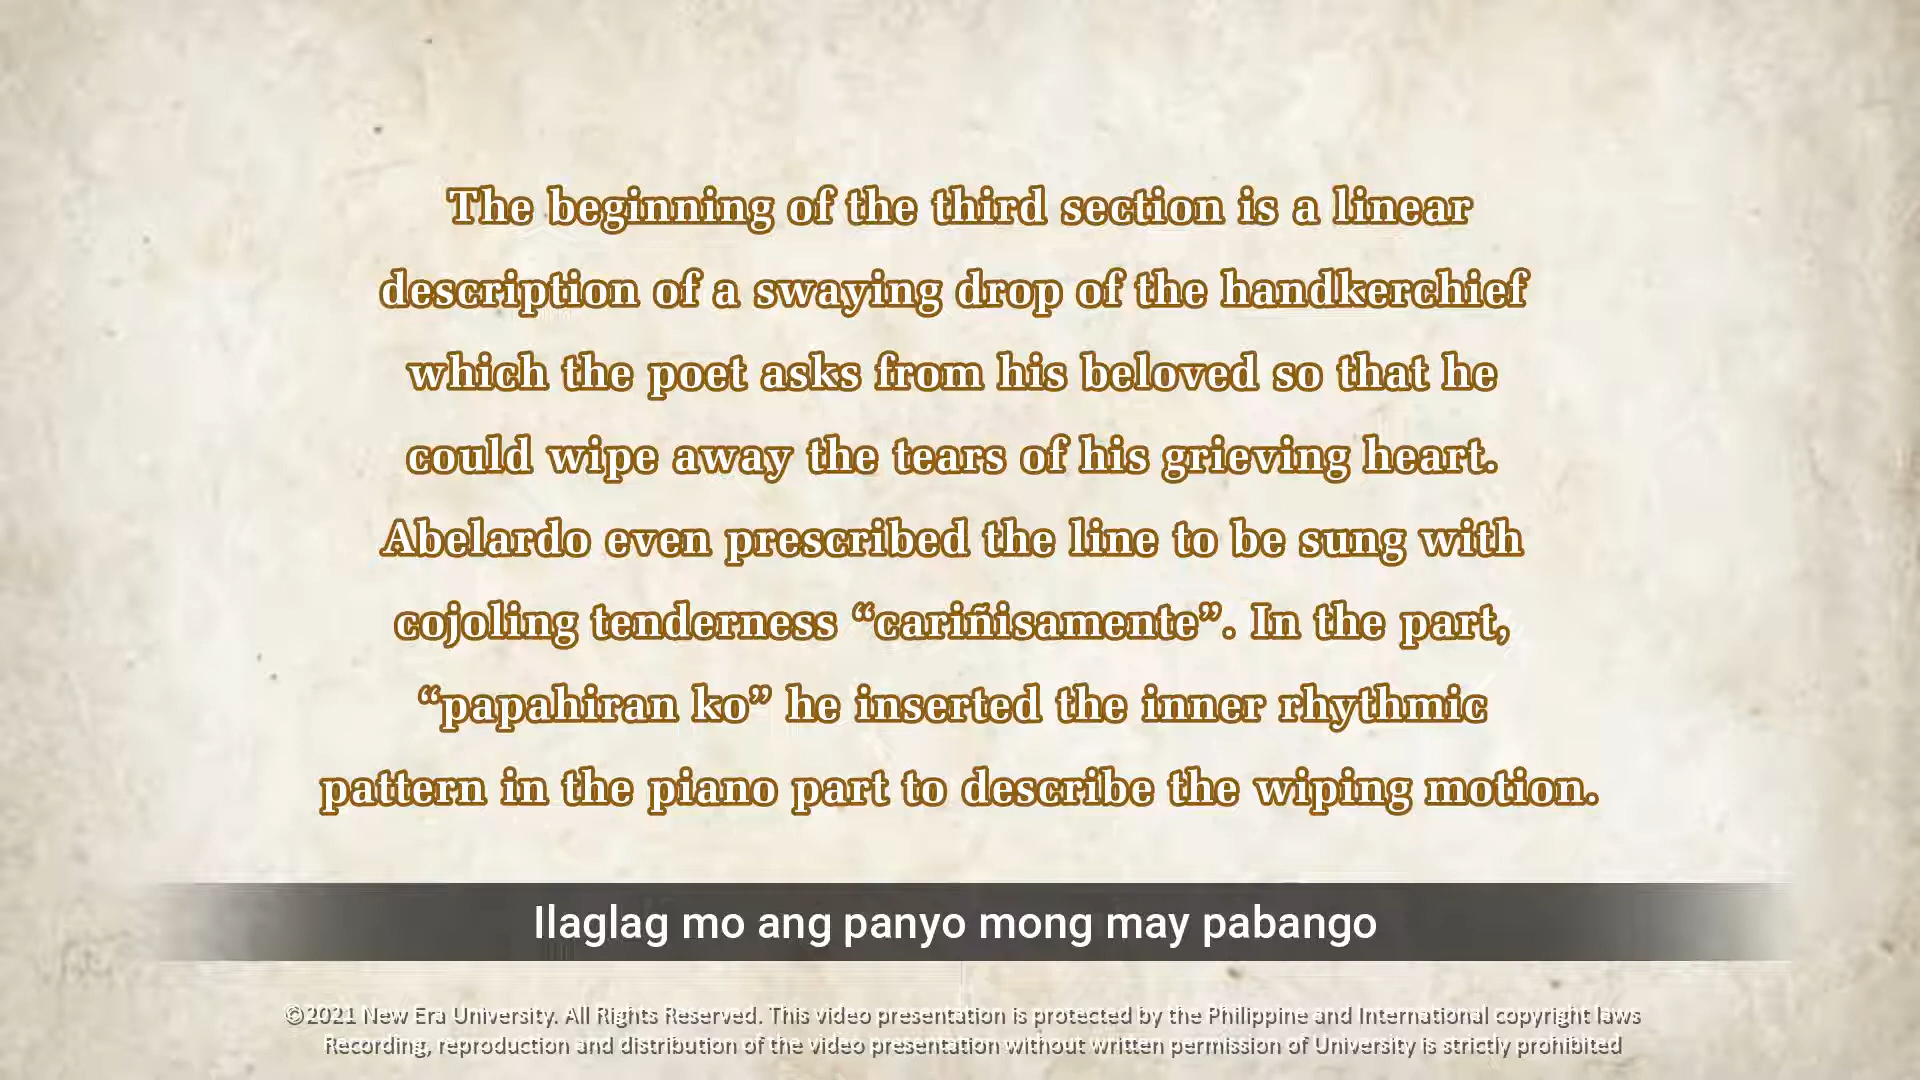 The beginning of the third section is a linear
description of a swaying drop of the handkerchief
which the poet asks from his beloved so that he
could wipe away the tears of his grieving heart.
Abelardo even prescribed the line to be sung with
cojoling tenderness “cariñisamente”. In the part,
“papahiran ko” he inserted the inner rhythmic
pattern in the piano part to describe the wiping motion.
Ilaglag mo ang panyo mong may pabango
©2021 New Era University. All Rights Reserved. This video presentation is protected by the Philippine and International copyright laws
Recording, reproduction and distribution of the video presentation without written permission of University is strictly prohibited